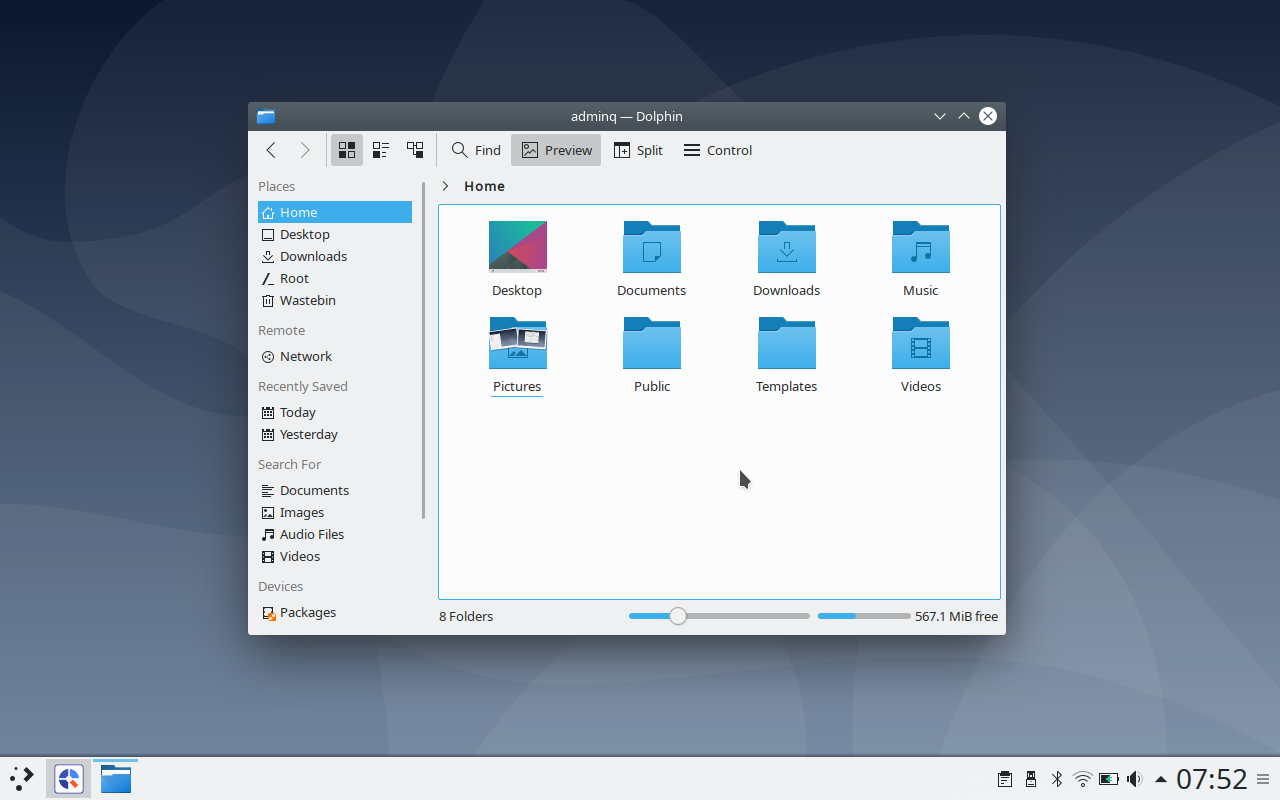 adminq — Dolphin
Find
Preview
Split
Control
Places
Home
Desktop
Downloads
Root
Wastebin
Remote
Network
Recently Saved
Today
Yesterday
Search For
Documents
Images
Audio Files
Videos
Devices
Packages
Home
Desktop
Documents
Downloads
Music
Pictures
Public
Templates
Videos
8 Folders
567.1 MiB free
07:52